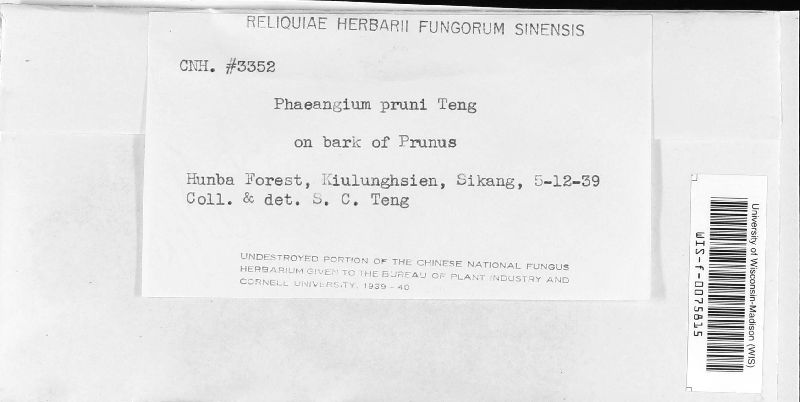 RELIQUIAE HERBARII FUNGORUM SINENSIS
CNH. #3352
Phaeangium pruni Teng
on bark of Prunus
Hunba Forest, Kiulunghsien, Sikang, 5-12-39
Coll. & det. S. C. Teng
UNDESTROYED PORTION OF THE CHINESE NATIONAL FUNGUS
HERBARIUM GIVEN TO THE BUREAU OF PLANT INDUSTRY AND
CORNELL UNIVERSITY, 1939-40
University of Wisconsin-Madison (WIS)
WIS-f-0075815